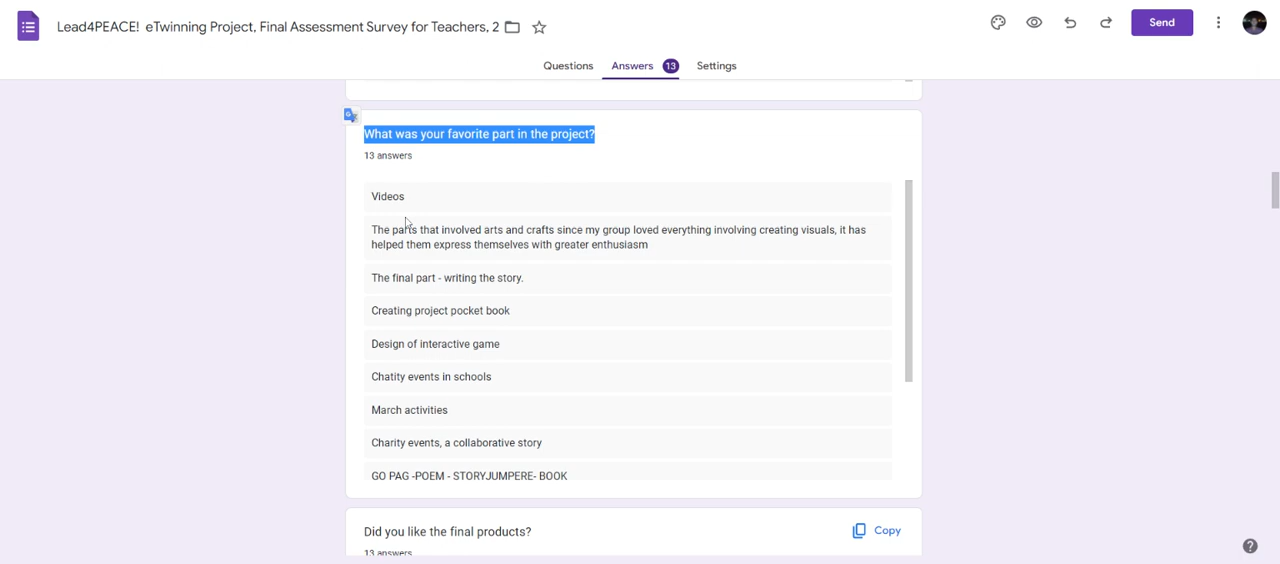 Lead4PEACE! eTwinning Project, Final Assessment Survey for Teachers, 2
Send
Questions
Answers 13
Settings
What was your favorite part in the project?
13 answers
Videos
The parts that involved arts and crafts since my group loved everything involving creating visuals, it has
helped them express themselves with greater enthusiasm
The final part - writing the story.
Creating project pocket book
Design of interactive game
Chatity events in schools
March activities
Charity events, a collaborative story
GO PAG -POEM - STORYJUMPERE- BOOK
Did you like the final products?
Copy
13 answers